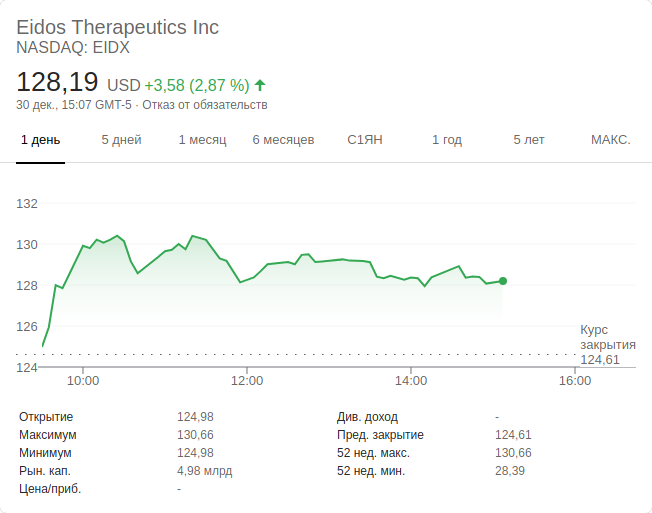 Eidos Therapeutics Inc
NASDAQ: EIDX
128,19 USD +3,58 (2,87 %)
30 дек., 15:07 GMT-5 · Отказ от обязательств
1 день 5 дней 1 месяц 6 месяцев С1ЯН 1 год 5 лет МАКС.
132
130
128
126
124
Курс
закрытия
124,61
10:00 12:00 14:00 16:00
Открытие 124,98
Максимум 130,66
Минимум 124,98
Рын. кап. 4,98 млрд
Цена/приб. -
Див. доход -
Пред. закрытие 124,61
52 нед. макс. 130,66
52 нед. мин. 28,39